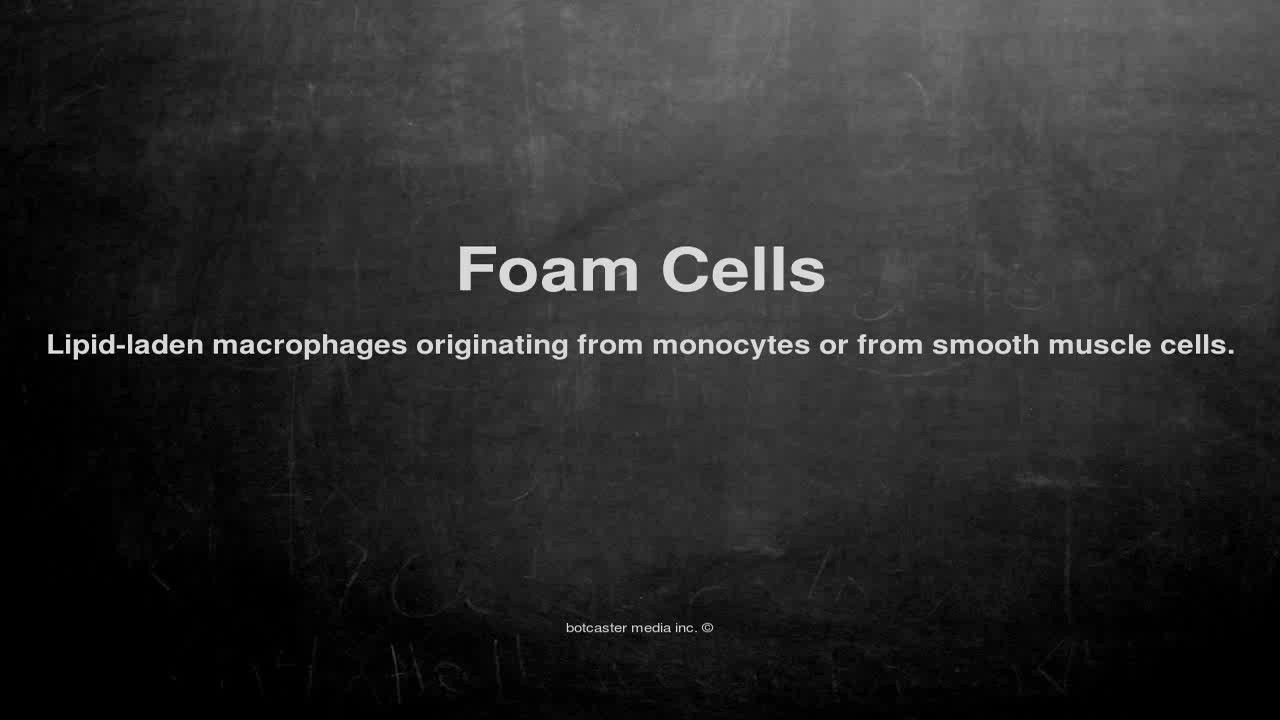 Foam Cells
Lipid-laden macrophages originating from monocytes or from smooth muscle cells.
botcaster media inc. ©